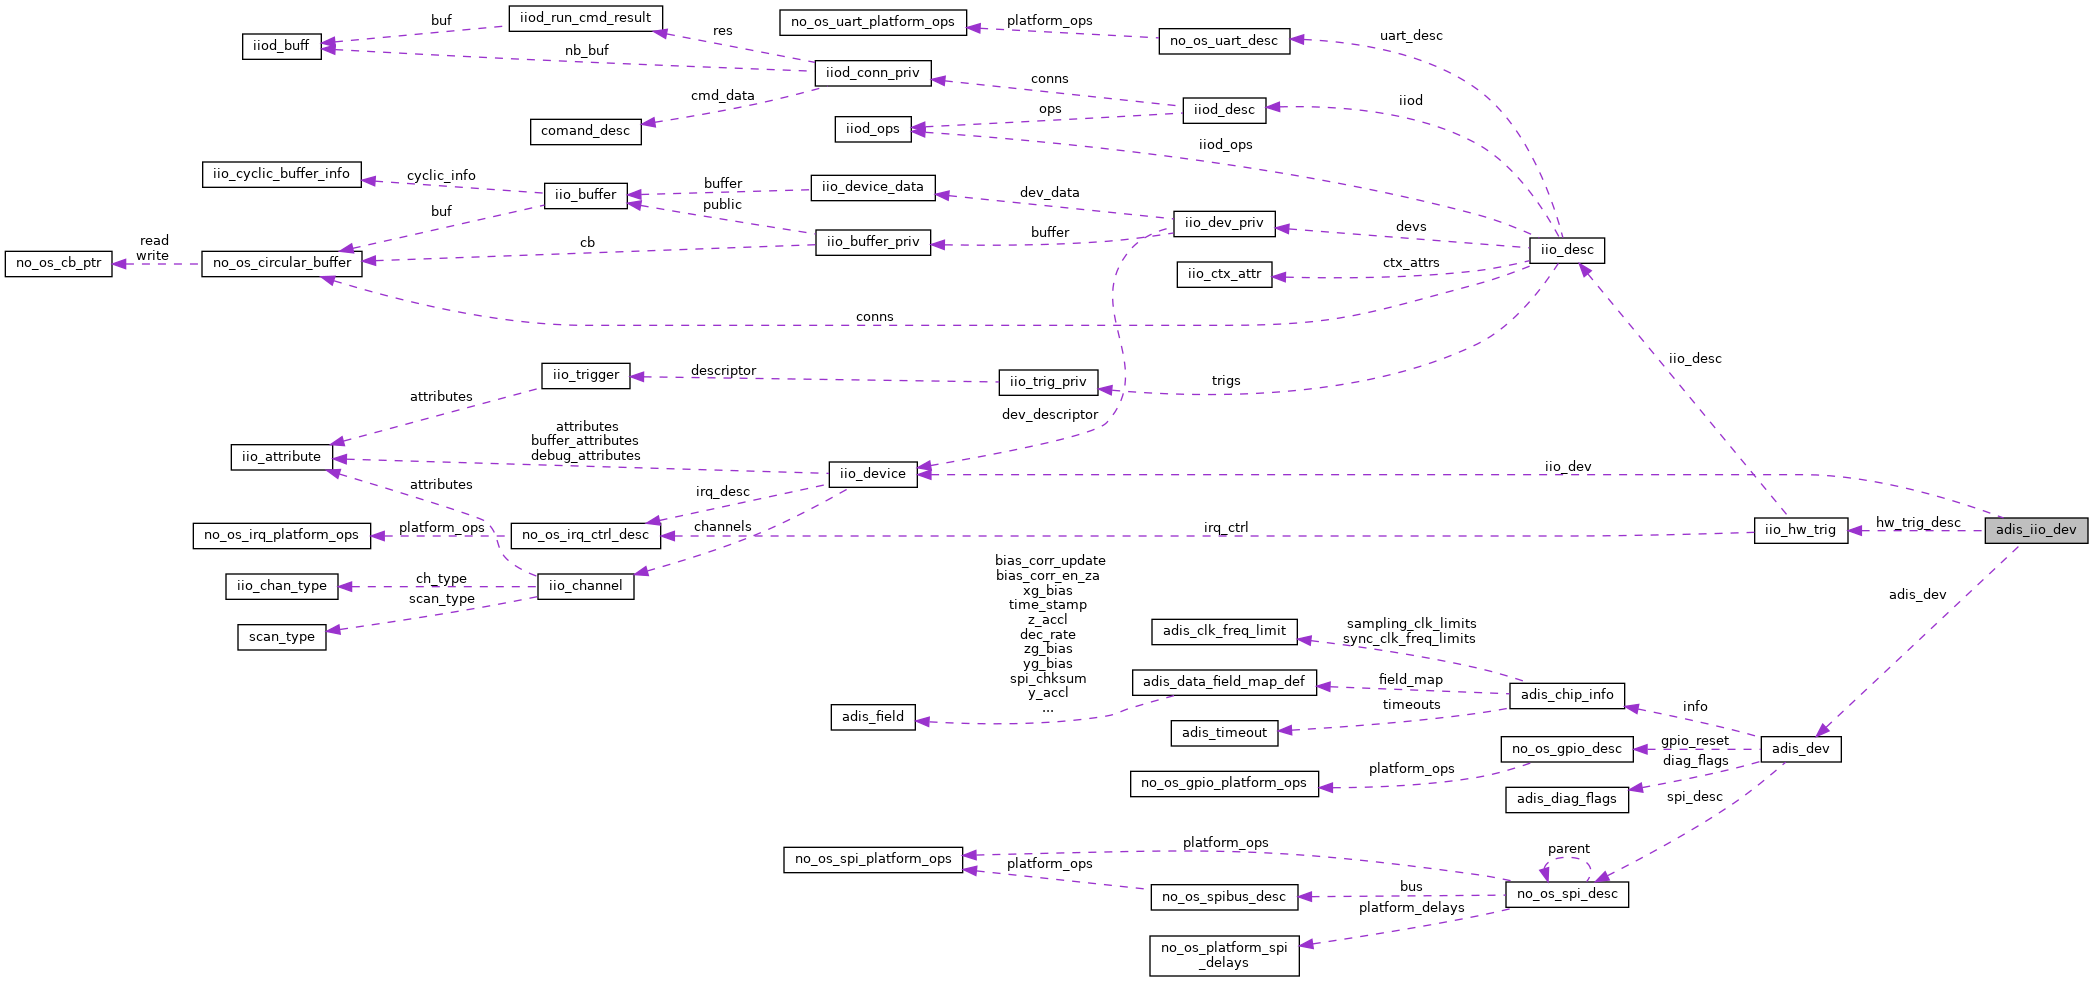 buf
iiod_run_cmd_result
no_os_uart_platform_ops
platform_ops
no_os_uart_desc
uart_desc
iiod_buff
nb_buf
res
iiod_conn_priv
conns
iiod_desc
iiod
cmd_data
comand_desc
ops
iiod_ops
iiod_ops
iio_cyclic_buffer_info
cyclic_info
iio_buffer
buffer
public
iio_device_data
dev_data
iio_dev_priv
devs
iio_desc
buf
cb
iio_buffer_priv
buffer
iio_ctx_attr
ctx_attrs
no_os_cb_ptr
read
write
no_os_circular_buffer
conns
iio_desc
iio_trigger
descriptor
iio_trig_priv
trigs
attributes
dev_descriptor
iio_attribute
attributes
buffer_attributes
debug_attributes
iio_device
iio_dev
attributes
irq_desc
no_os_irq_platform_ops
platform_ops
no_os_irq_ctrl_desc
channels
irq_ctrl
iio_hw_trig
hw_trig_desc
adis_iio_dev
iio_chan_type
ch_type
scan_type
iio_channel
scan_type
bias_corr_update
bias_corr_en_za
xg_bias
time_stamp
z_accl
dec_rate
zg_bias
yg_bias
spi_chksum
y_accl
...
adis_dev
adis_clk_freq_limit
sampling_clk_limits
sync_clk_freq_limits
adis_data_field_map_def
field_map
adis_chip_info
adis_field
adis_timeout
timeouts
info
no_os_gpio_desc
gpio_reset
adis_dev
diag_flags
no_os_gpio_platform_ops
platform_ops
adis_diag_flags
spi_desc
no_os_spi_platform_ops
platform_ops
platform_ops
parent
no_os_spibus_desc
bus
no_os_spi_desc
platform_delays
no_os_platform_spi
_delays